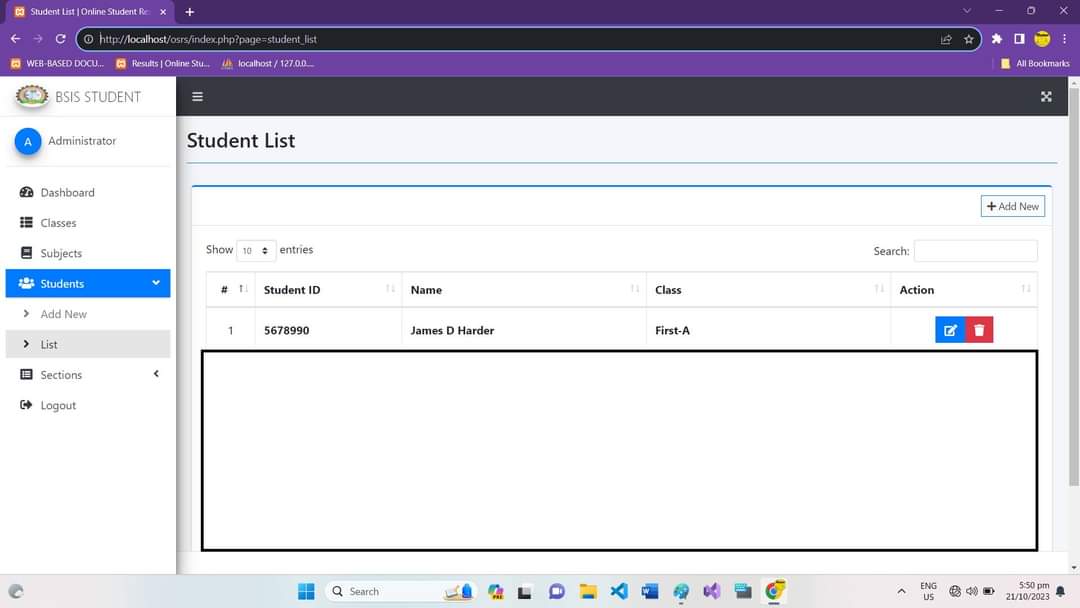 Student List | Online Student Re
http://localhost/osrs/index.php?page=student_list
WEB-BASED DOCU... Results | Online Stu... localhost / 127.0.0.... All Bookmarks
BSIS STUDENT
A Administrator
Dashboard
Classes
Subjects
Students
Add New
List
Sections
Logout
Student List
Add New
Show 10 entries Search:
# Student ID Name Class Action
1 5678990 James D Harder First-A
Search
PRE
ENG
US
5:50 pm
21/10/2023